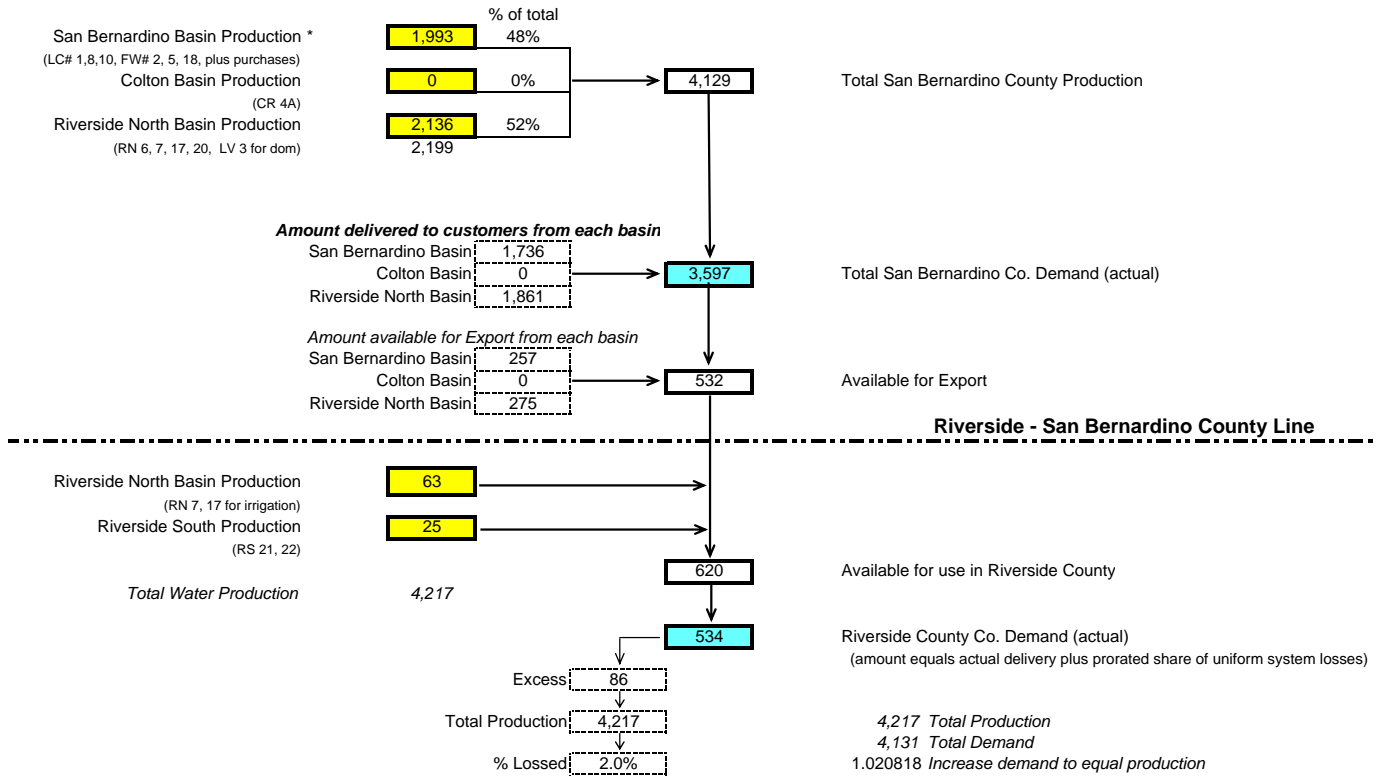 % of total
San Bernardino Basin Production * 1,993 48%
(LC# 1,8,10, FW# 2, 5, 18, plus purchases)
Colton Basin Production 0 0% 4,129 Total San Bernardino County Production
(CR 4A)
Riverside North Basin Production 2,136 52%
(RN 6, 7, 17, 20, LV 3 for dom) 2,199
Amount delivered to customers from each basin
San Bernardino Basin 1,736
Colton Basin 0 3,597 Total San Bernardino Co. Demand (actual)
Riverside North Basin 1,861
Amount available for Export from each basin
San Bernardino Basin 257
Colton Basin 0 532 Available for Export
Riverside North Basin 275
Riverside - San Bernardino County Line
Riverside North Basin Production 63
(RN 7, 17 for irrigation)
Riverside South Production 25
(RS 21, 22)
620 Available for use in Riverside County
Total Water Production 4,217
534 Riverside County Co. Demand (actual)
(amount equals actual delivery plus prorated share of uniform system losses)
Excess 86
Total Production 4,217 4,217 Total Production
4,131 Total Demand
% Lossed 2.0% 1.020818 Increase demand to equal production